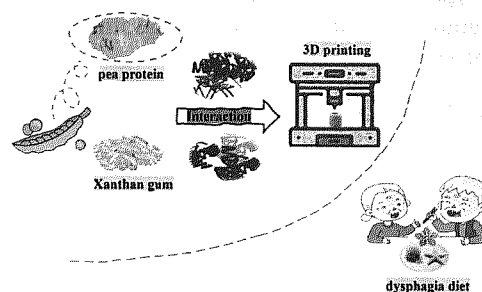 3D printing
pea protein
Interaction
Xanthan gum
dysphagia diet